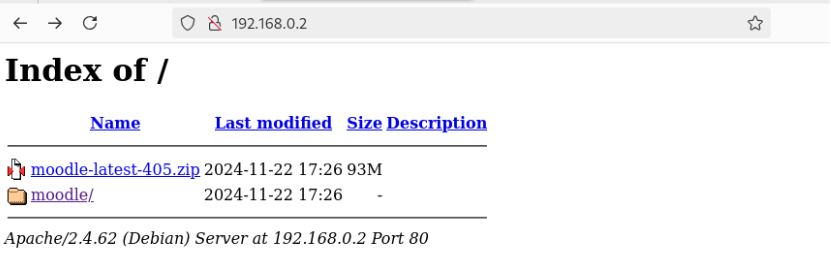 192.168.0.2
Index of /
Name Last modified Size Description
moodle-latest-405.zip 2024-11-22 17:26 93M
moodle/ 2024-11-22 17:26 -
Apache/2.4.62 (Debian) Server at 192.168.0.2 Port 80